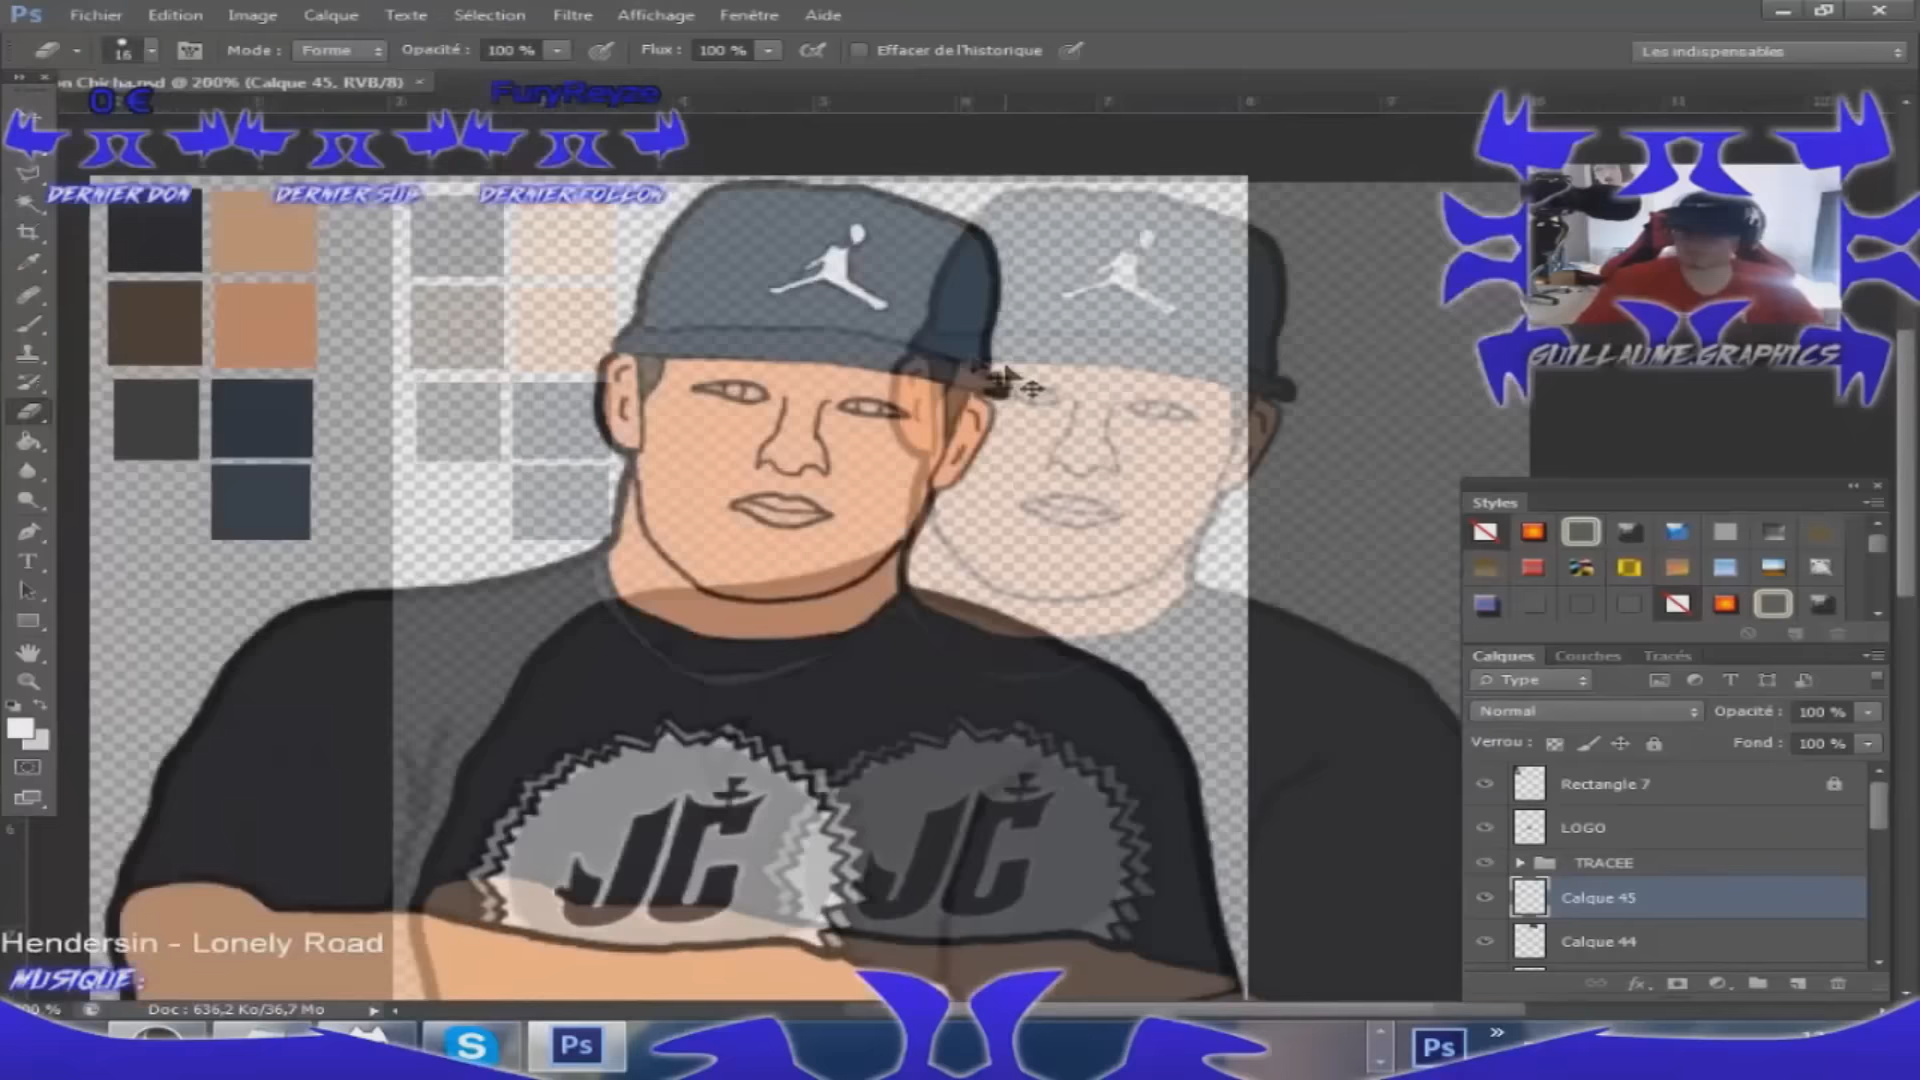 Ps Fichier Edition Image Calque Texte Sélection Filtre Affichage Fenêtre Aide
16 Mode : Forme Opacité : 100 % Flux : 100 % Effacer de l'historique Les indispensables
on Chicha.psd @ 200% (Calque 45, RVB/8) ×
0 € FuryReyze
DERNIER DON DERNIER SUB DERNIER FOLLOW
GUILLAUME.GRAPHICS
Styles
Calques Couches Tracés
Type
Normal Opacité : 100 %
Verrou : Fond : 100 %
Rectangle 7
LOGO
TRACEE
Calque 45
Calque 44
JC JC
Hendersin - Lonely Road
MUSIQUE :
Doc : 636,2 Ko/36,7 Mo
S Ps Ps